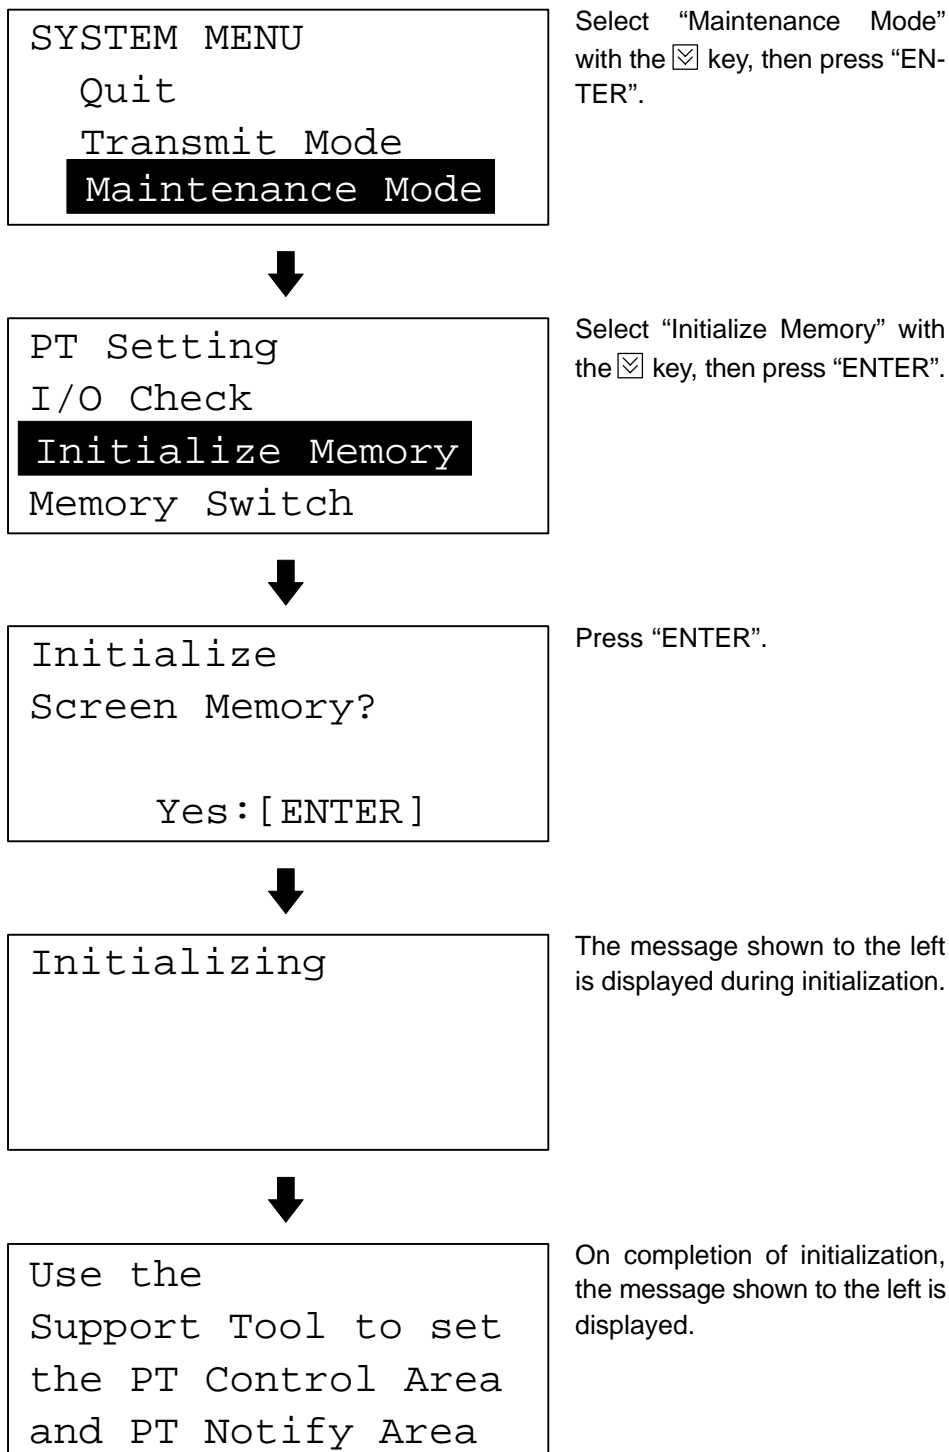 SYSTEM MENU
Quit
Transmit Mode
Maintenance Mode
Select “Maintenance Mode”
with the key, then press “EN-
TER”.
PT Setting
I/O Check
Initialize Memory
Memory Switch
Select “Initialize Memory” with
the key, then press “ENTER”.
Initialize
Screen Memory?
Yes:[ENTER]
Press “ENTER”.
Initializing
The message shown to the left
is displayed during initialization.
Use the
Support Tool to set
the PT Control Area
and PT Notify Area
On completion of initialization,
the message shown to the left is
displayed.